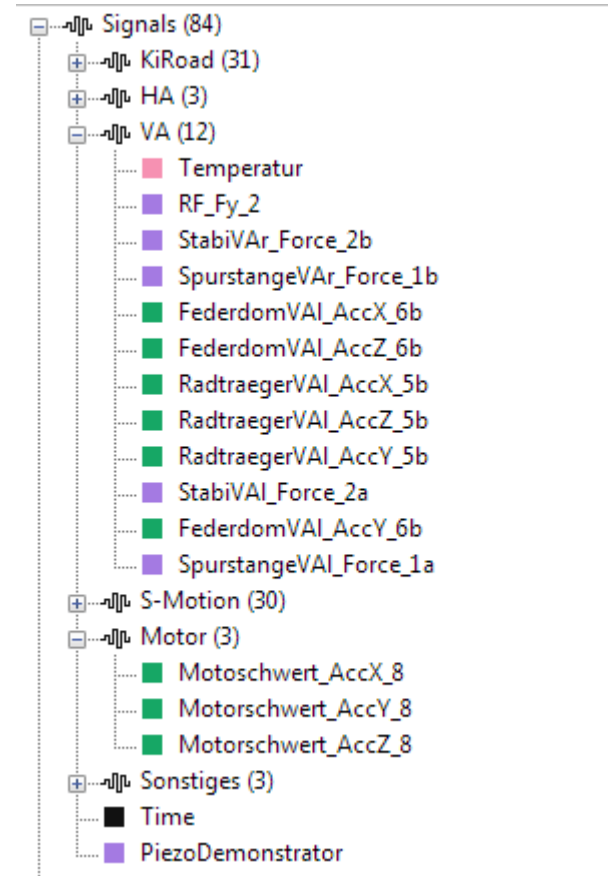 Signals (84)
KiRoad (31)
HA (3)
VA (12)
Temperatur
RF_Fy_2
StabiVAr_Force_2b
SpurstangeVAr_Force_1b
FederdomVAl_AccX_6b
FederdomVAl_AccZ_6b
RadtraegerVAl_AccX_5b
RadtraegerVAl_AccZ_5b
RadtraegerVAl_AccY_5b
StabiVAl_Force_2a
FederdomVAl_AccY_6b
SpurstangeVAl_Force_1a
S-Motion (30)
Motor (3)
Motoschwert_AccX_8
Motorschwert_AccY_8
Motorschwert_AccZ_8
Sonstiges (3)
Time
PiezoDemonstrator